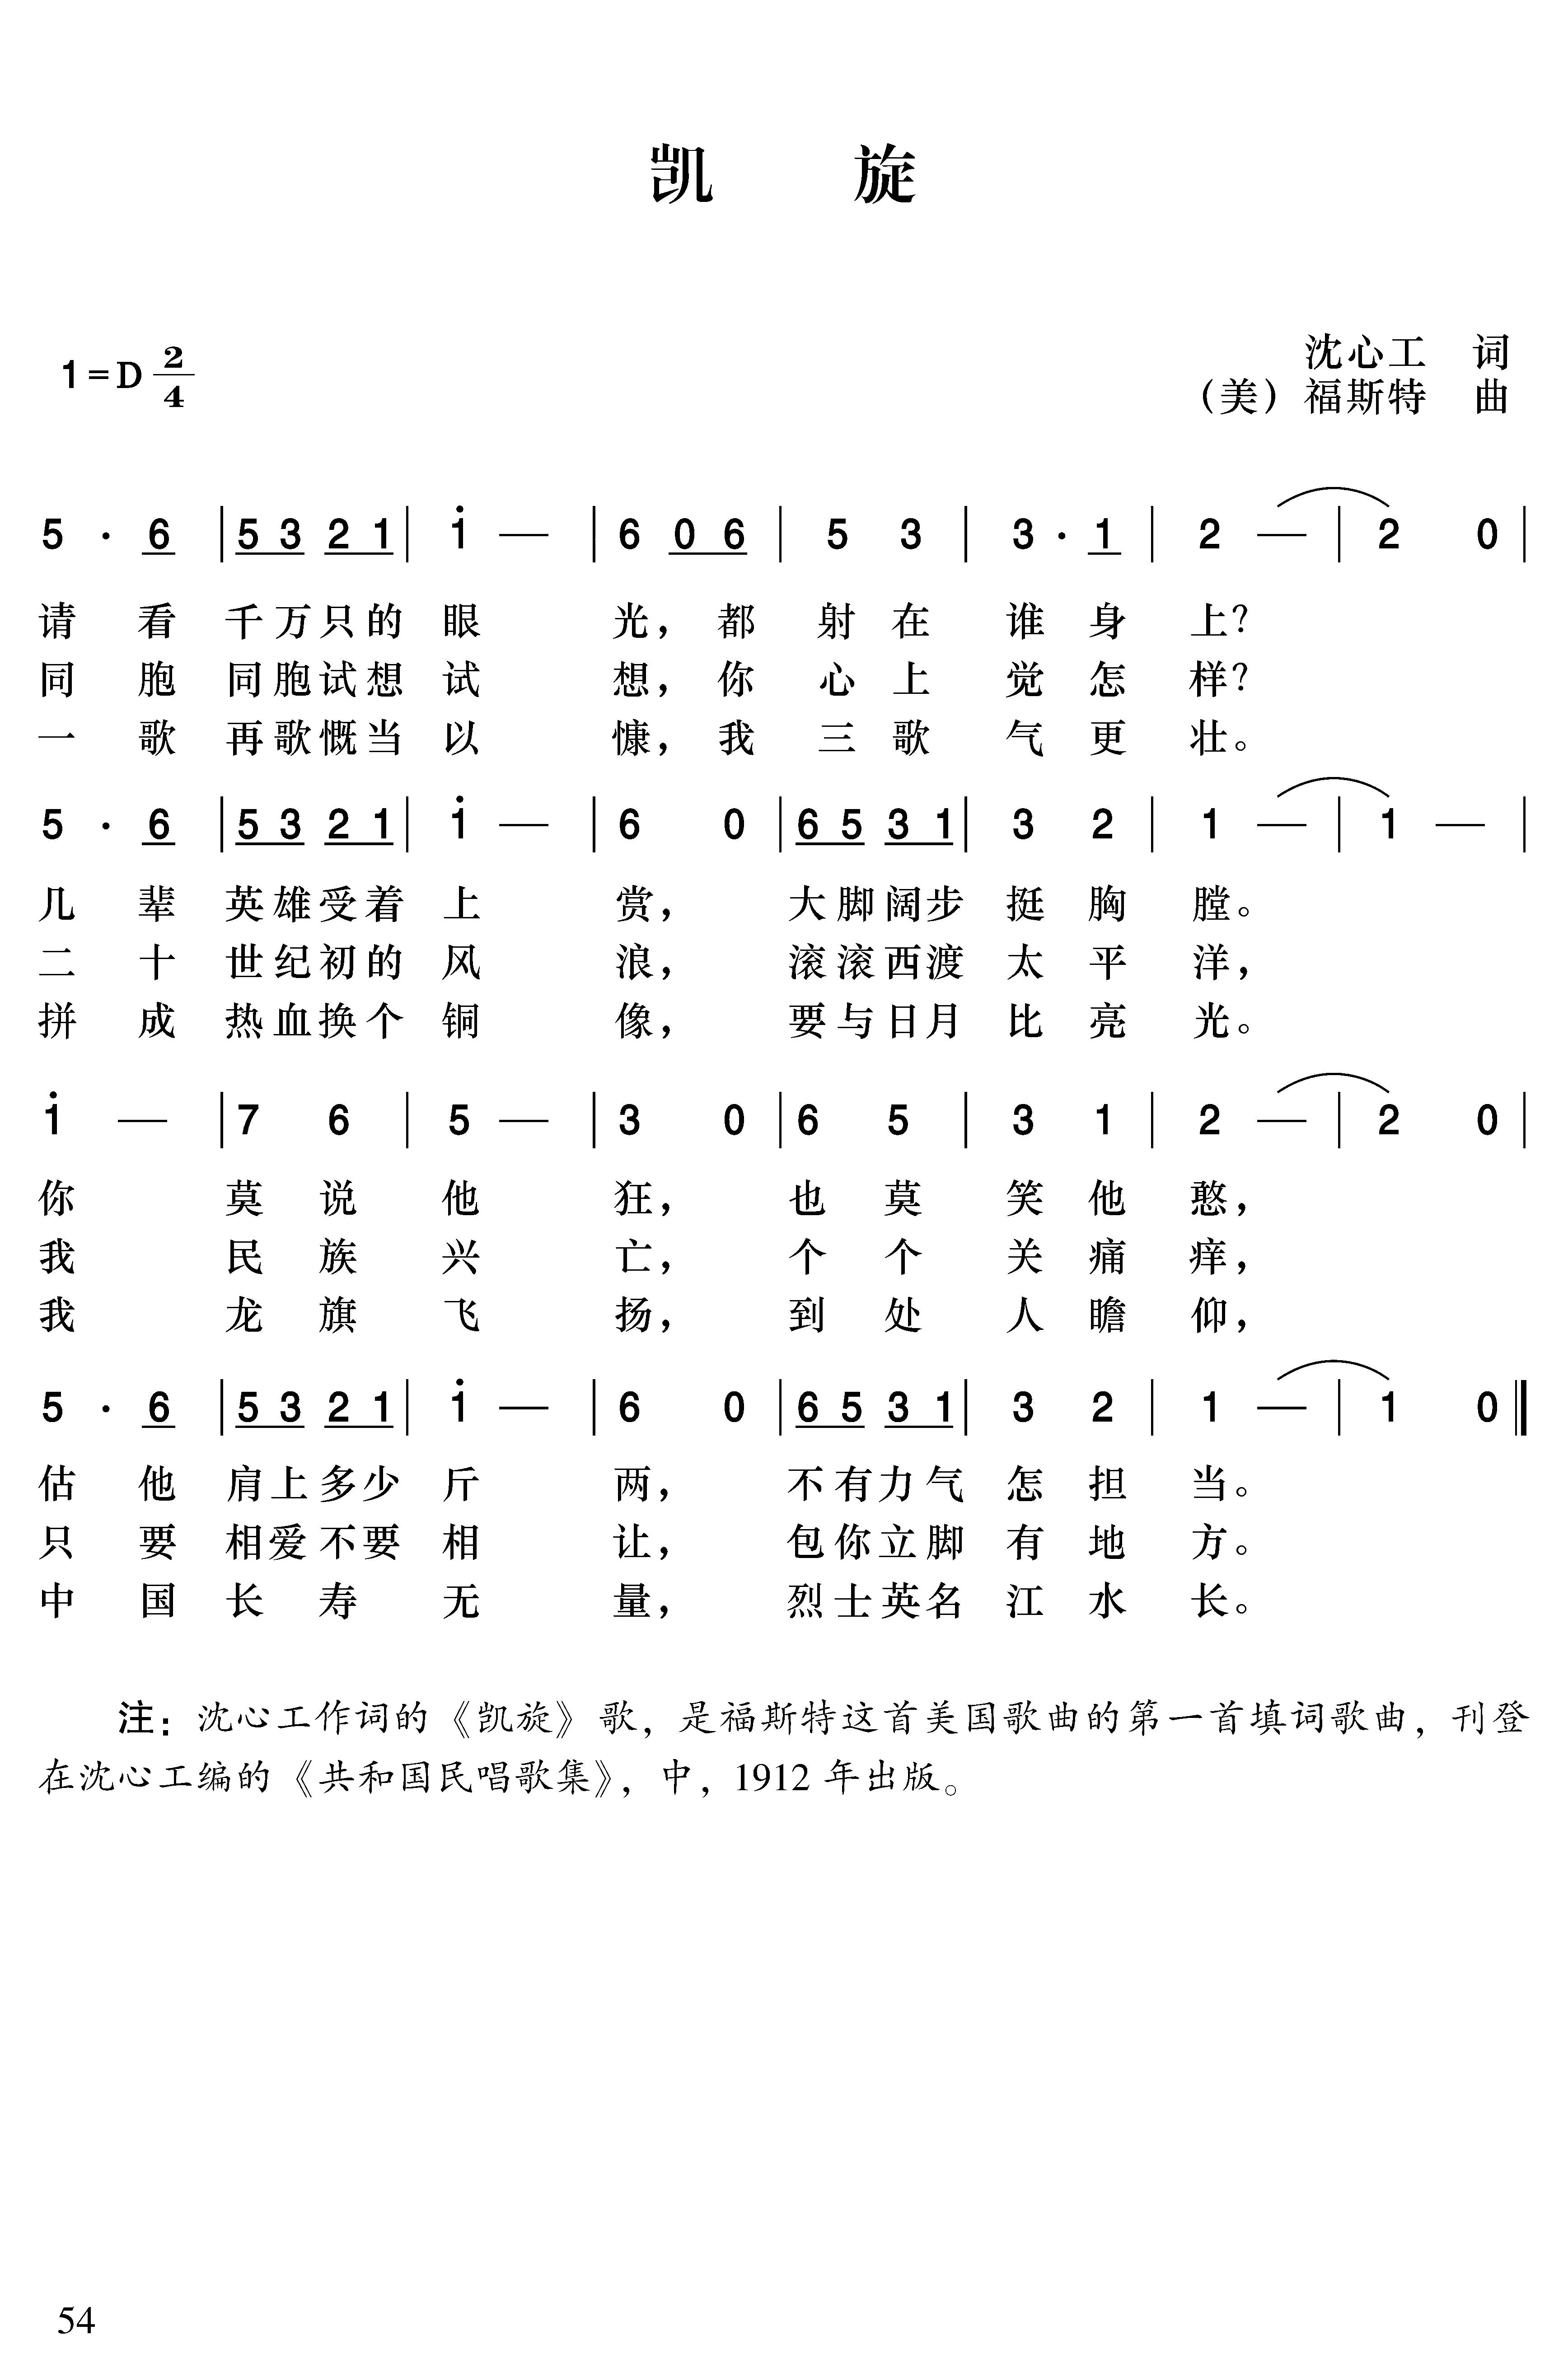 凯 旋
1=D 2/4
沈心工 词
（美）福斯特 曲
5 · 6 | 5 3 2 1 | i — | 6 0 6 | 5 3 | 3 · 1 | 2 — | 2 0 |
请 看 千万只的 眼 光，都 射 在 谁 身 上？
同 胞 同胞试想 试 想，你 心 上 觉 怎 样？
一 歌 再歌慨当 以 慷，我 三 歌 气 更 壮。
5 · 6 | 5 3 2 1 | i — | 6 0 | 6 5 3 1 | 3 2 | 1 — | 1 — |
几 辈 英雄受着 上 赏， 大脚阔步 挺 胸 膛。
二 十 世纪初的 风 浪， 滚滚西渡 太 平 洋，
拼 成 热血换个 铜 像， 要与日月 比 亮 光。
i — | 7 6 | 5 — | 3 0 | 6 5 | 3 1 | 2 — | 2 0 |
你 莫 说 他 狂， 也 莫 笑 他 憨，
我 民 族 兴 亡， 个 个 关 痛 痒，
我 龙 旗 飞 扬， 到 处 人 瞻 仰，
5 · 6 | 5 3 2 1 | i — | 6 0 | 6 5 3 1 | 3 2 | 1 — | 1 0 ‖
估 他 肩上多少 斤 两， 不有力气 怎 担 当。
只 要 相爱不要 相 让， 包你立脚 有 地 方。
中 国 长 寿 无 量， 烈士英名 江 水 长。
注：沈心工作词的《凯旋》歌，是福斯特这首美国歌曲的第一首填词歌曲，刊登
在沈心工编的《共和国民唱歌集》，中，1912 年出版。
54